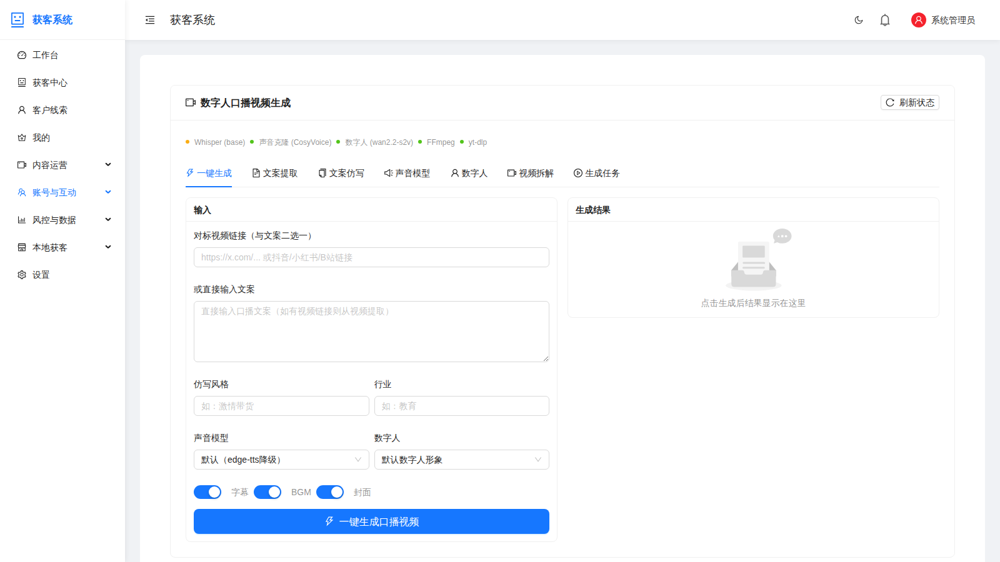 获客系统
工作台
获客中心
客户线索
我的
内容运营
账号与互动
风控与数据
本地获客
设置
获客系统
系统管理员
数字人口播视频生成
刷新状态
Whisper (base) 声音克隆 (CosyVoice) 数字人 (wan2.2-s2v) FFmpeg yt-dlp
一键生成 文案提取 文案仿写 声音模型 数字人 视频拆解 生成任务
输入
对标视频链接（与文案二选一）
https://x.com/... 或抖音/小红书/B站链接
或直接输入文案
直接输入口播文案（如有视频链接则从视频提取）
仿写风格 行业
如：激情带货 如：教育
声音模型 数字人
默认（edge-tts降级） 默认数字人形象
字幕 BGM 封面
一键生成口播视频
生成结果
点击生成后结果显示在这里